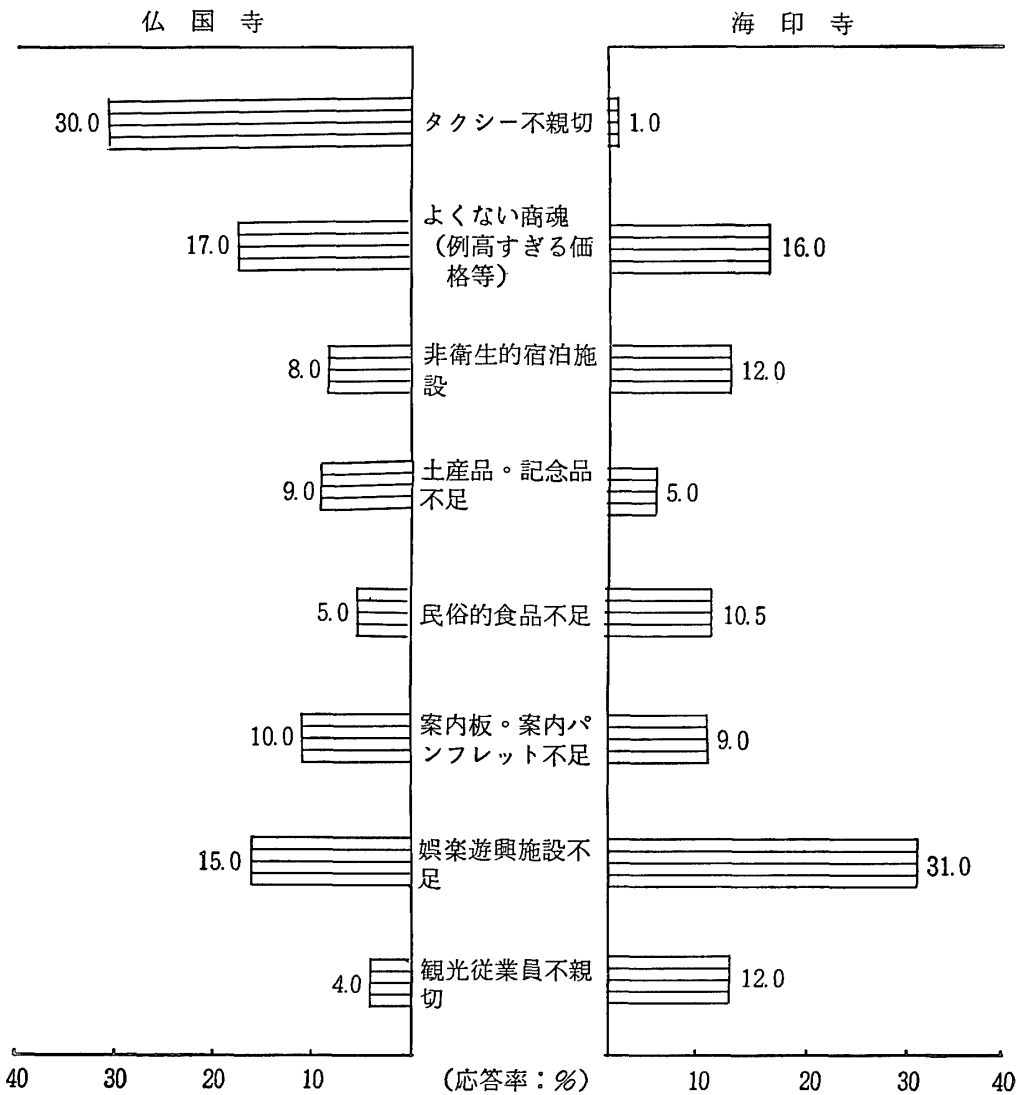 仏国寺
海印寺
30.0
タクシー不親切
1.0
17.0
よくない商魂
(例高すぎる価
格等)
16.0
8.0
非衛生的宿泊施
設
12.0
9.0
土産品・記念品
不足
5.0
5.0
民俗的食品不足
10.5
10.0
案内板・案内パ
ンフレット不足
9.0
15.0
娯楽遊興施設不
足
31.0
4.0
観光従業員不親
切
12.0
40 30 20 10 (応答率:%) 10 20 30 40